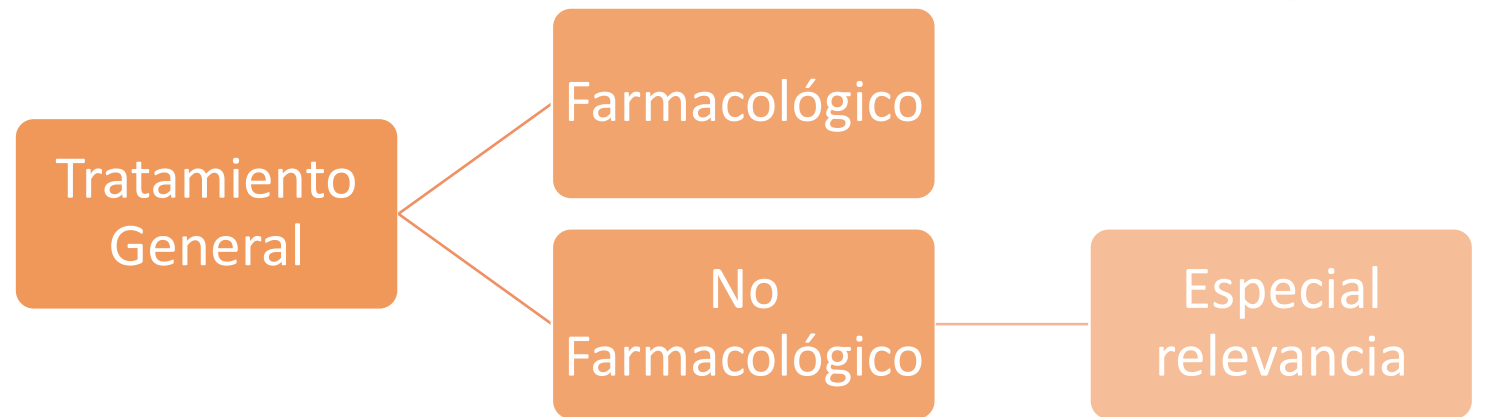 Tratamiento
General
Farmacológico
No
Farmacológico
Especial
relevancia